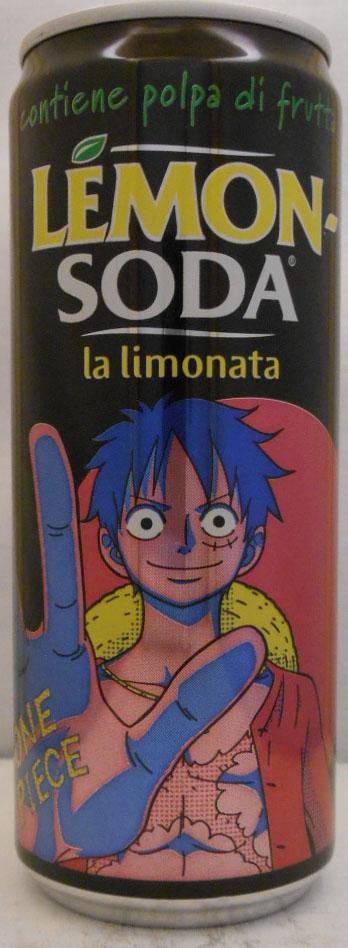 contiene polpa di frutta
LEMON-
SODA®
la limonata
ONE
PIECE